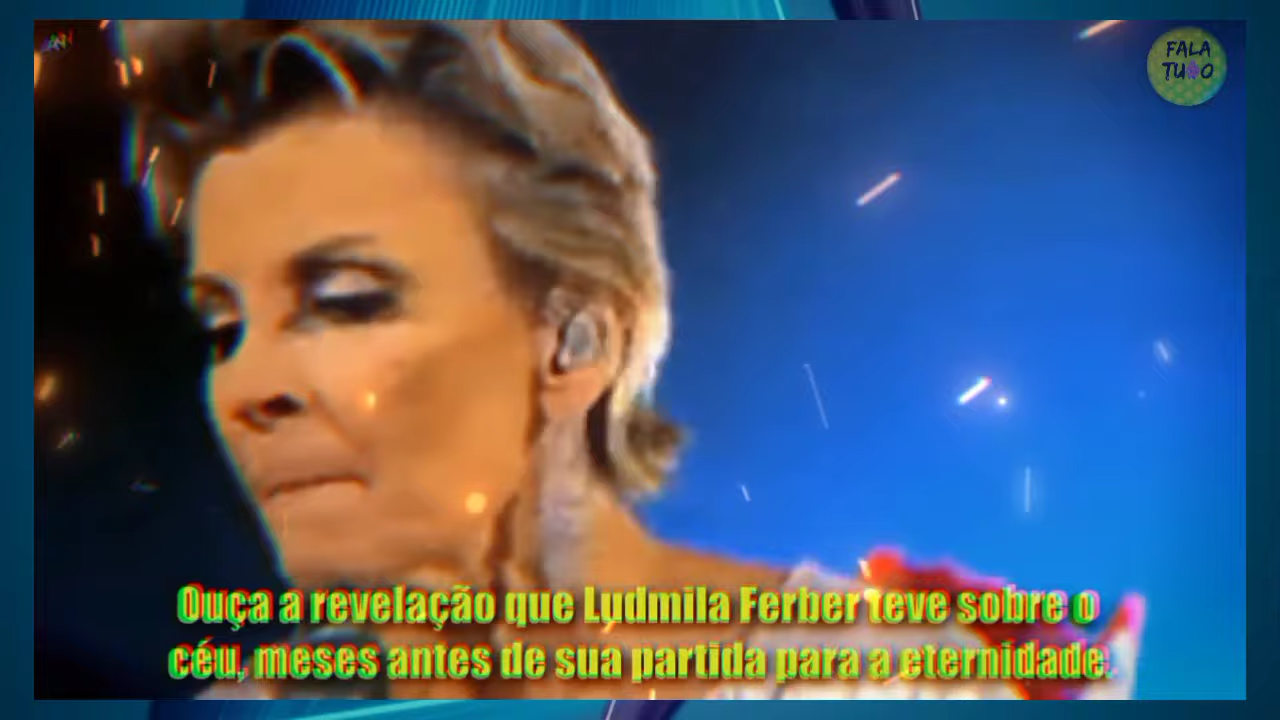 FALA
TUDO
Ouça a revelação que Ludmila Ferber teve sobre o
céu, meses antes de sua partida para a eternidade.